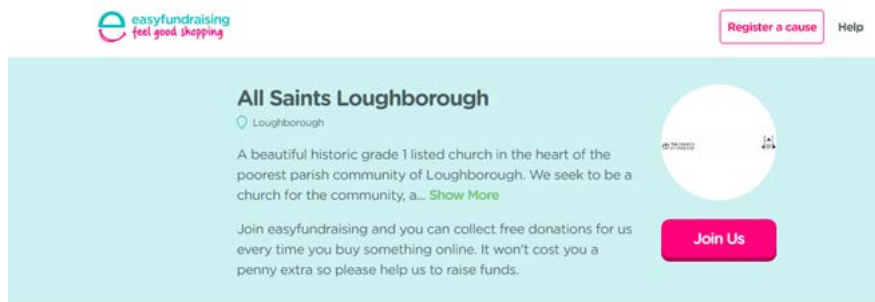 easyfundraising
feel good shopping
Register a cause
Help
All Saints Loughborough
Loughborough
A beautiful historic grade 1 listed church in the heart of the
poorest parish community of Loughborough. We seek to be a
church for the community, a... Show More
Join easyfundraising and you can collect free donations for us
every time you buy something online. It won't cost you a
penny extra so please help us to raise funds.
Join Us